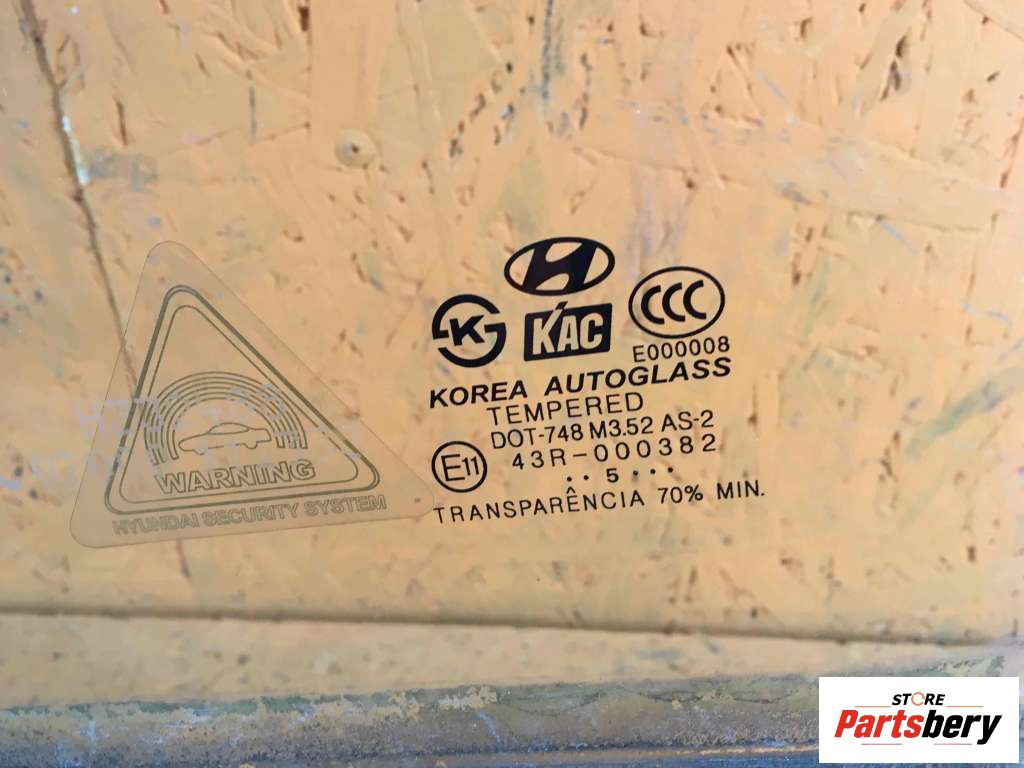 K
KAC
CCC
E000008
KOREA AUTOGLASS
TEMPERED
DOT-748 M3.52 AS-2
E11
43R-000382
.. 5 ...
TRANSPARÊNCIA 70% MIN.
WARNING
HYUNDAI SECURITY SYSTEM
STORE
Partsbery